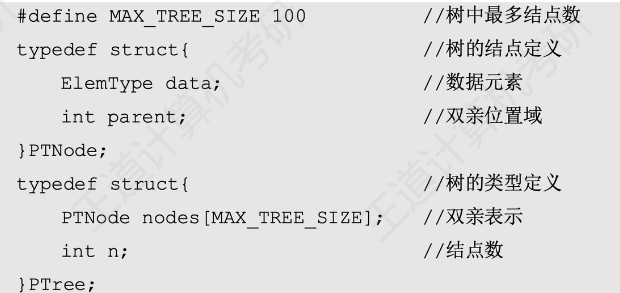 #define MAX_TREE_SIZE 100 //树中最多结点数
typedef struct{ //树的结点定义
ElemType data; //数据元素
int parent; //双亲位置域
}PTNode;
typedef struct{ //树的类型定义
PTNode nodes[MAX_TREE_SIZE]; //双亲表示
int n; //结点数
}PTree;
王道计算机考研
王道计算机考研